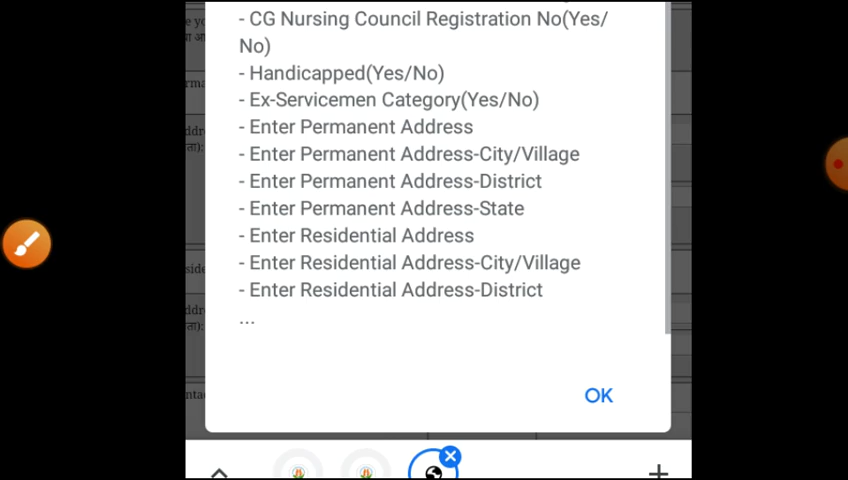 - CG Nursing Council Registration No(Yes/
No)
- Handicapped(Yes/No)
- Ex-Servicemen Category(Yes/No)
- Enter Permanent Address
- Enter Permanent Address-City/Village
- Enter Permanent Address-District
- Enter Permanent Address-State
- Enter Residential Address
- Enter Residential Address-City/Village
- Enter Residential Address-District
...
OK